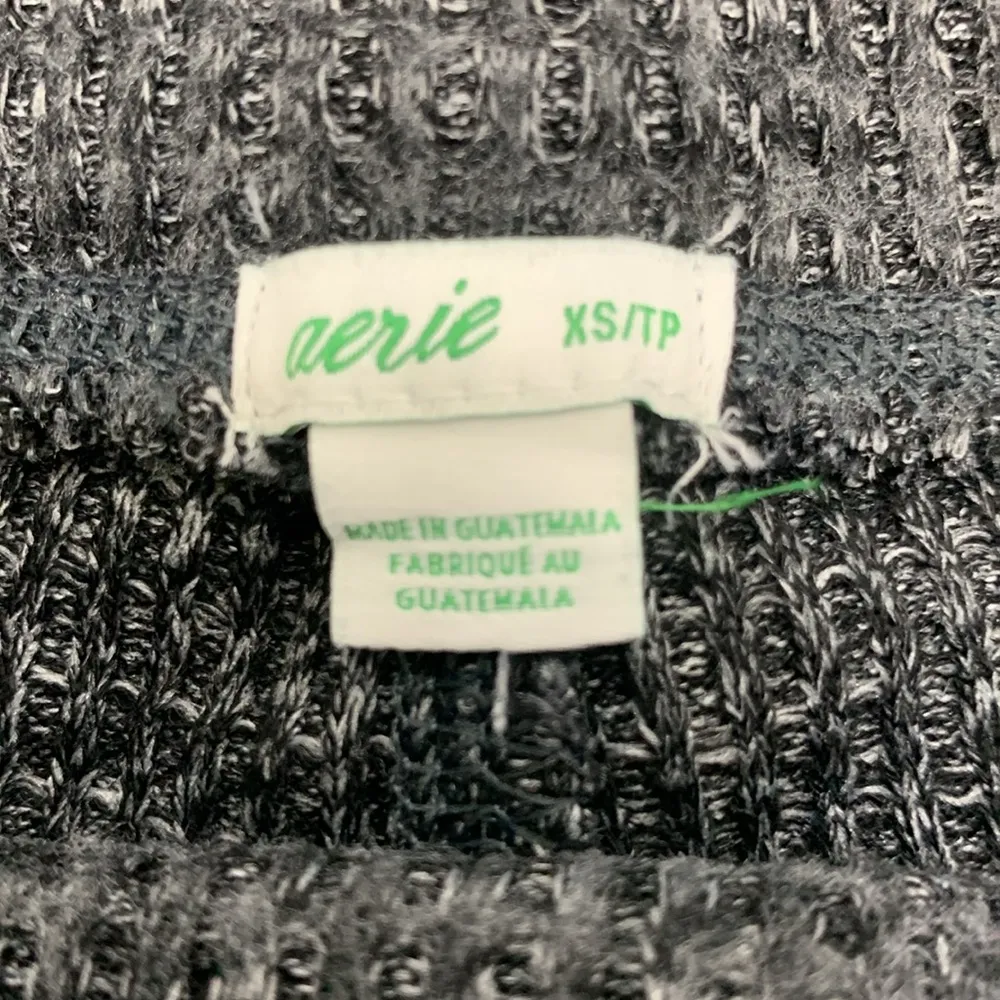 aerie XS/TP
MADE IN GUATEMALA
FABRIQUÉ AU
GUATEMALA